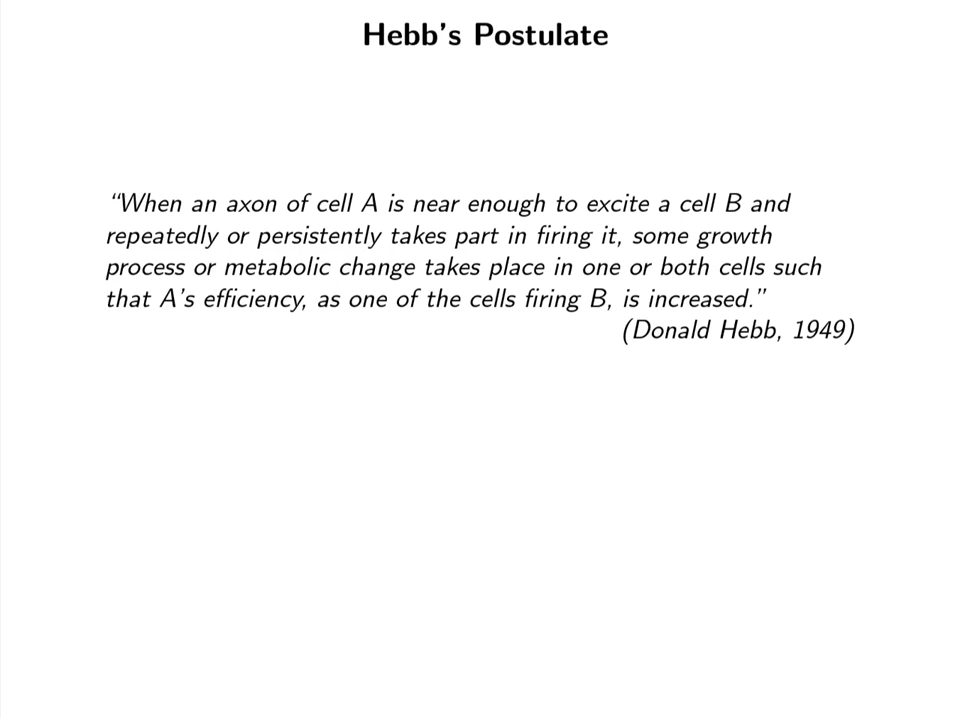 Hebb's Postulate
“When an axon of cell A is near enough to excite a cell B and
repeatedly or persistently takes part in firing it, some growth
process or metabolic change takes place in one or both cells such
that A's efficiency, as one of the cells firing B, is increased.”
(Donald Hebb, 1949)